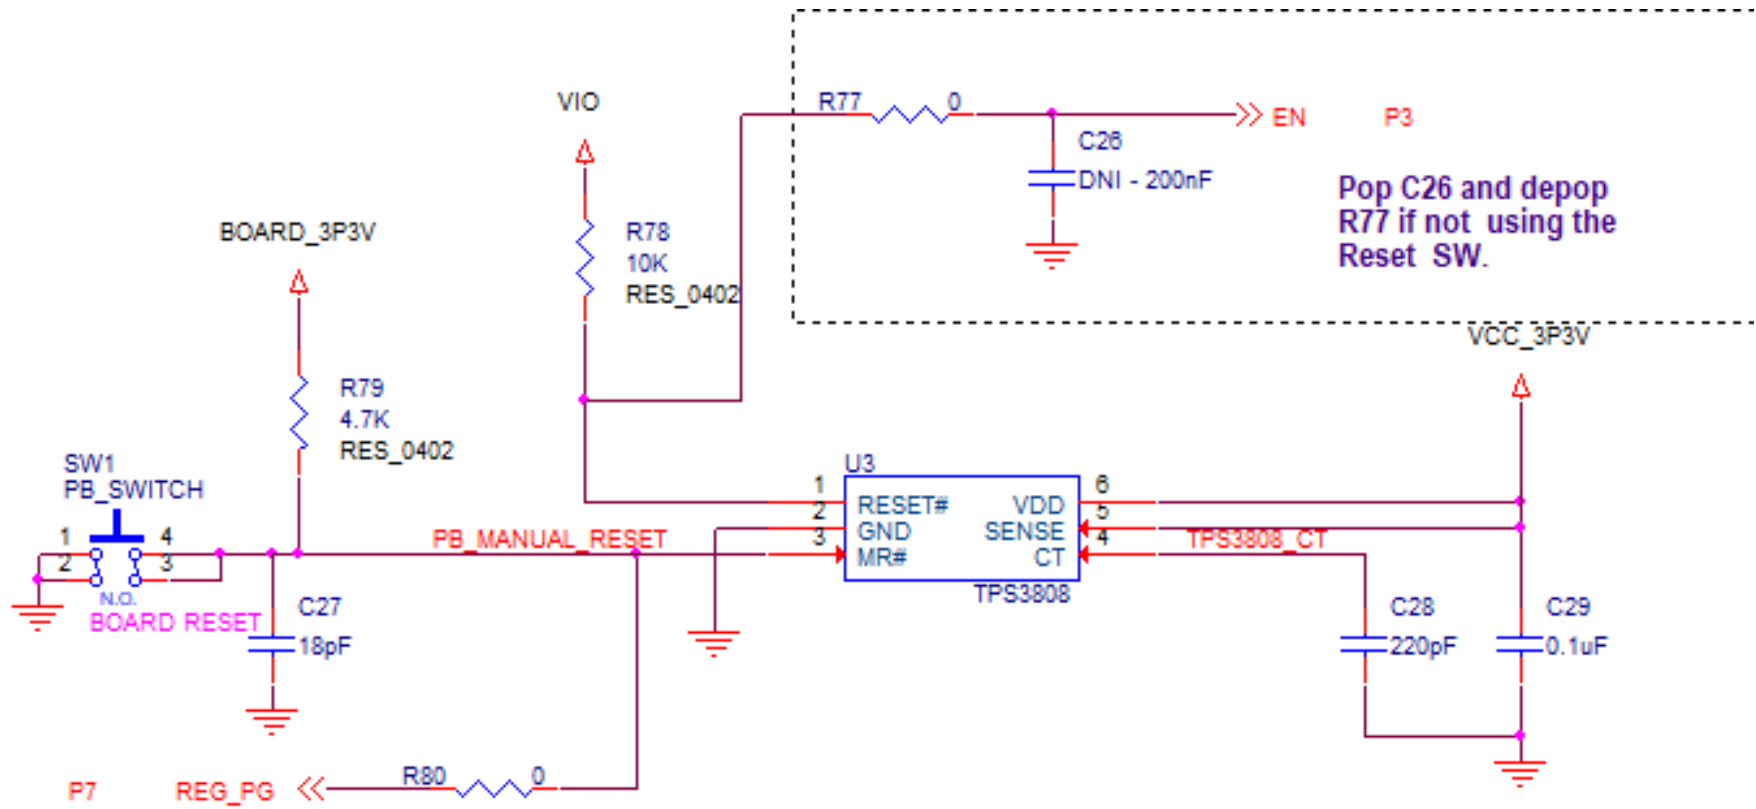 R77
0
EN
P3
VIO
C26
DNI - 200nF
Pop C26 and depop
R77 if not  using the
Reset  SW.
BOARD_3P3V
R78
10K
RES_0402
VCC_3P3V
R79
4.7K
RES_0402
SW1
PB_SWITCH
U3
1
RESET#
VDD
6
2
GND
SENSE
5
3
MR#
CT
4
TPS3808
1
4
2
3
N.O.
BOARD RESET
PB_MANUAL_RESET
TPS3808_CT
C27
18pF
C28
220pF
C29
0.1uF
P7
REG_PG
R80
0